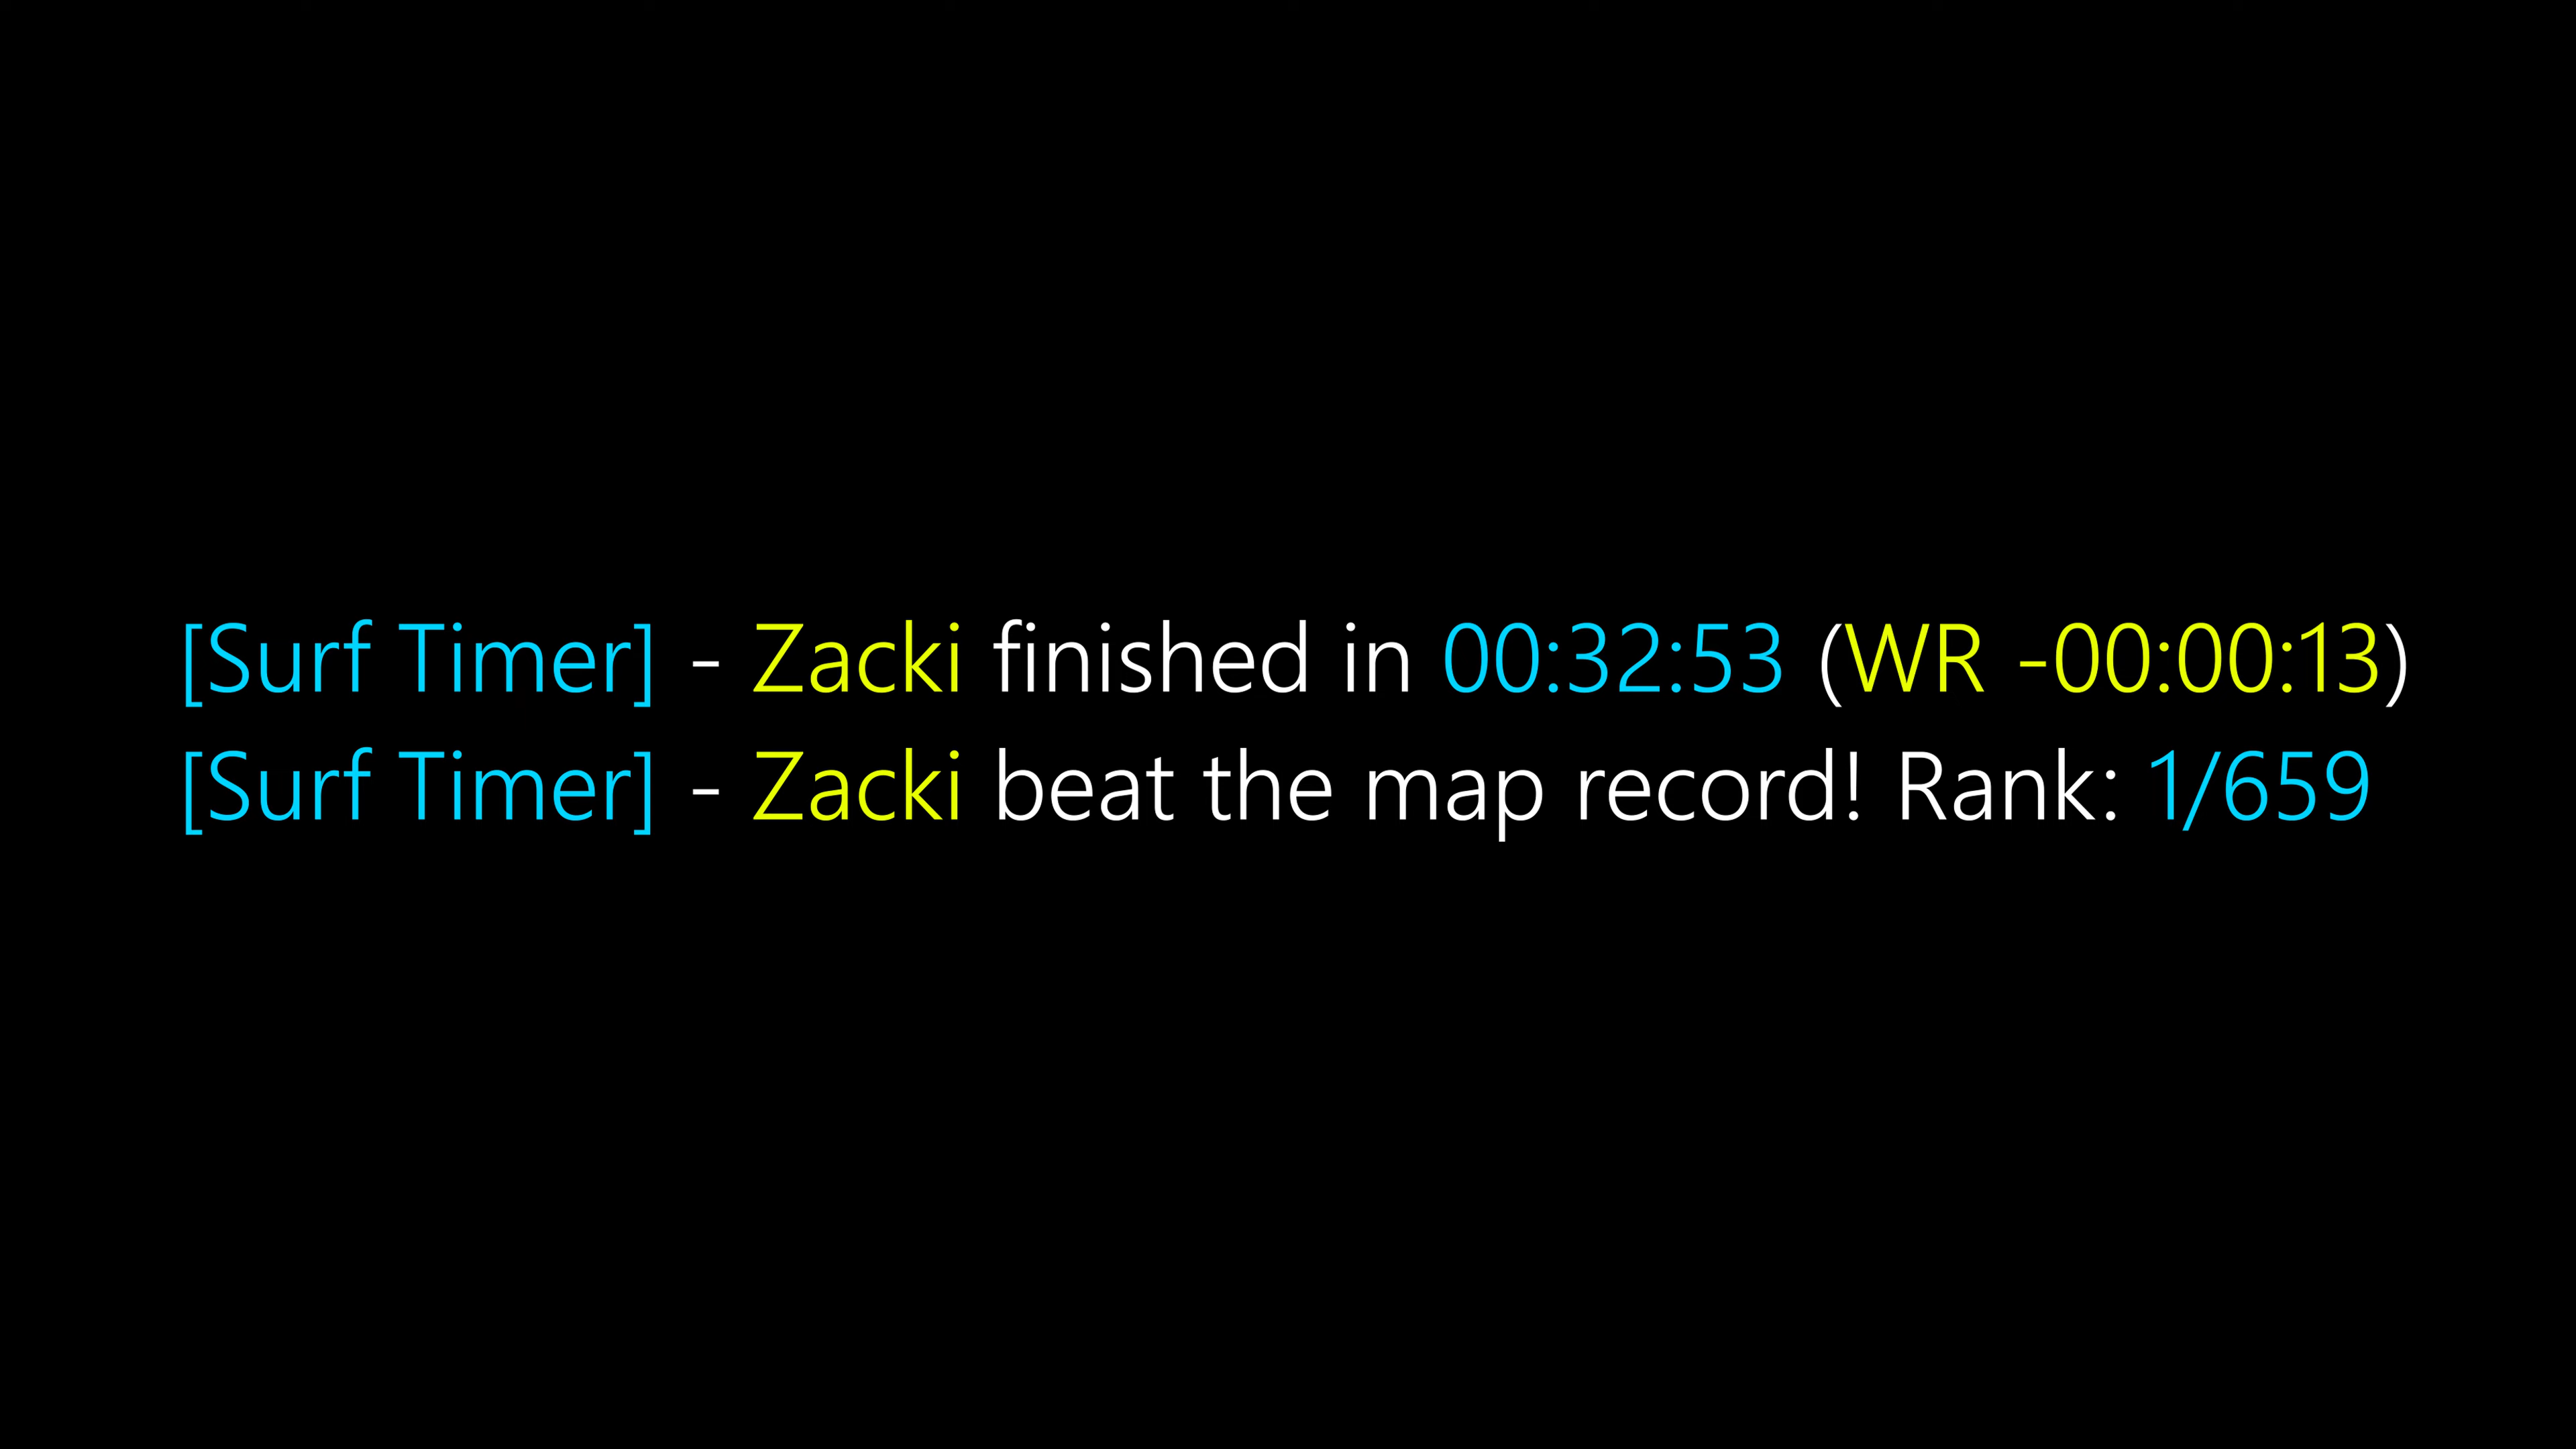 [Surf Timer] - Zacki finished in 00:32:53 (WR -00:00:13)
[Surf Timer] - Zacki beat the map record! Rank: 1/659